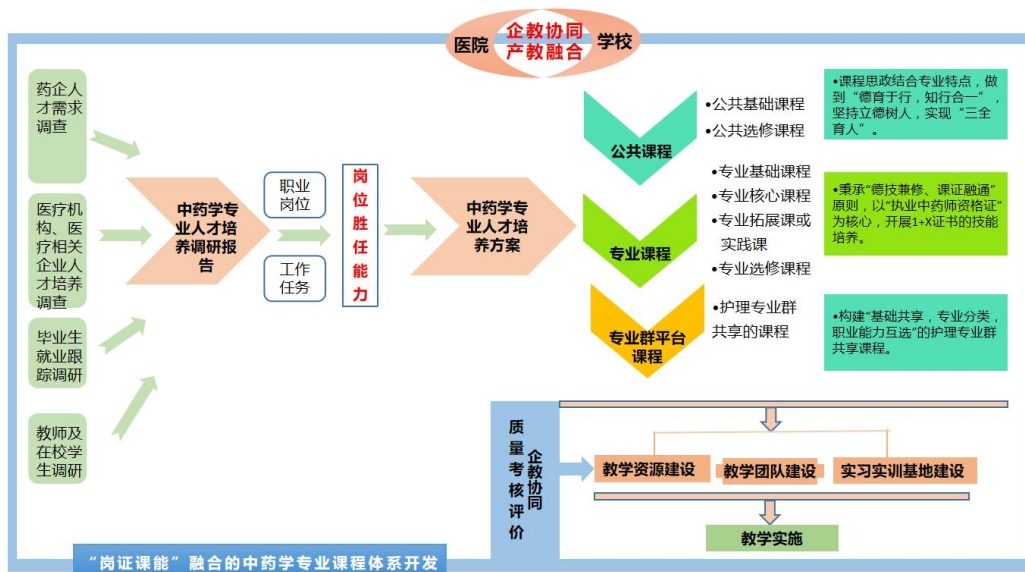 医院
企教协同
产教融合
学校
药企人
才需求
调查
医疗机
构、医
疗相关
企业人
才培养
调查
毕业生
就业跟
踪调研
教师及
在校学
生调研
中药学专
业人才培
养调研报
告
职业
岗位
工作
任务
岗位胜任能力
中药学专
业人才培
养方案
公共课程
•公共基础课程
•公共选修课程
•课程思政结合专业特点，做
到“德育于行，知行合一”，
坚持立德树人，实现“三全
育人”。
专业课程
•专业基础课程
•专业核心课程
•专业拓展课或
实践课
•专业选修课程
•秉承“德技兼修、课证融通”
原则，以“执业中药师资格证”
为核心，开展1+X证书的技能
培养。
专业群平台
课程
•护理专业群
共享的课程
•构建“基础共享，专业分类，
职业能力互选”的护理专业群
共享课程。
质量考核评价
企教协同
教学资源建设
教学团队建设
实习实训基地建设
教学实施
“岗证课能”融合的中药学专业课程体系开发